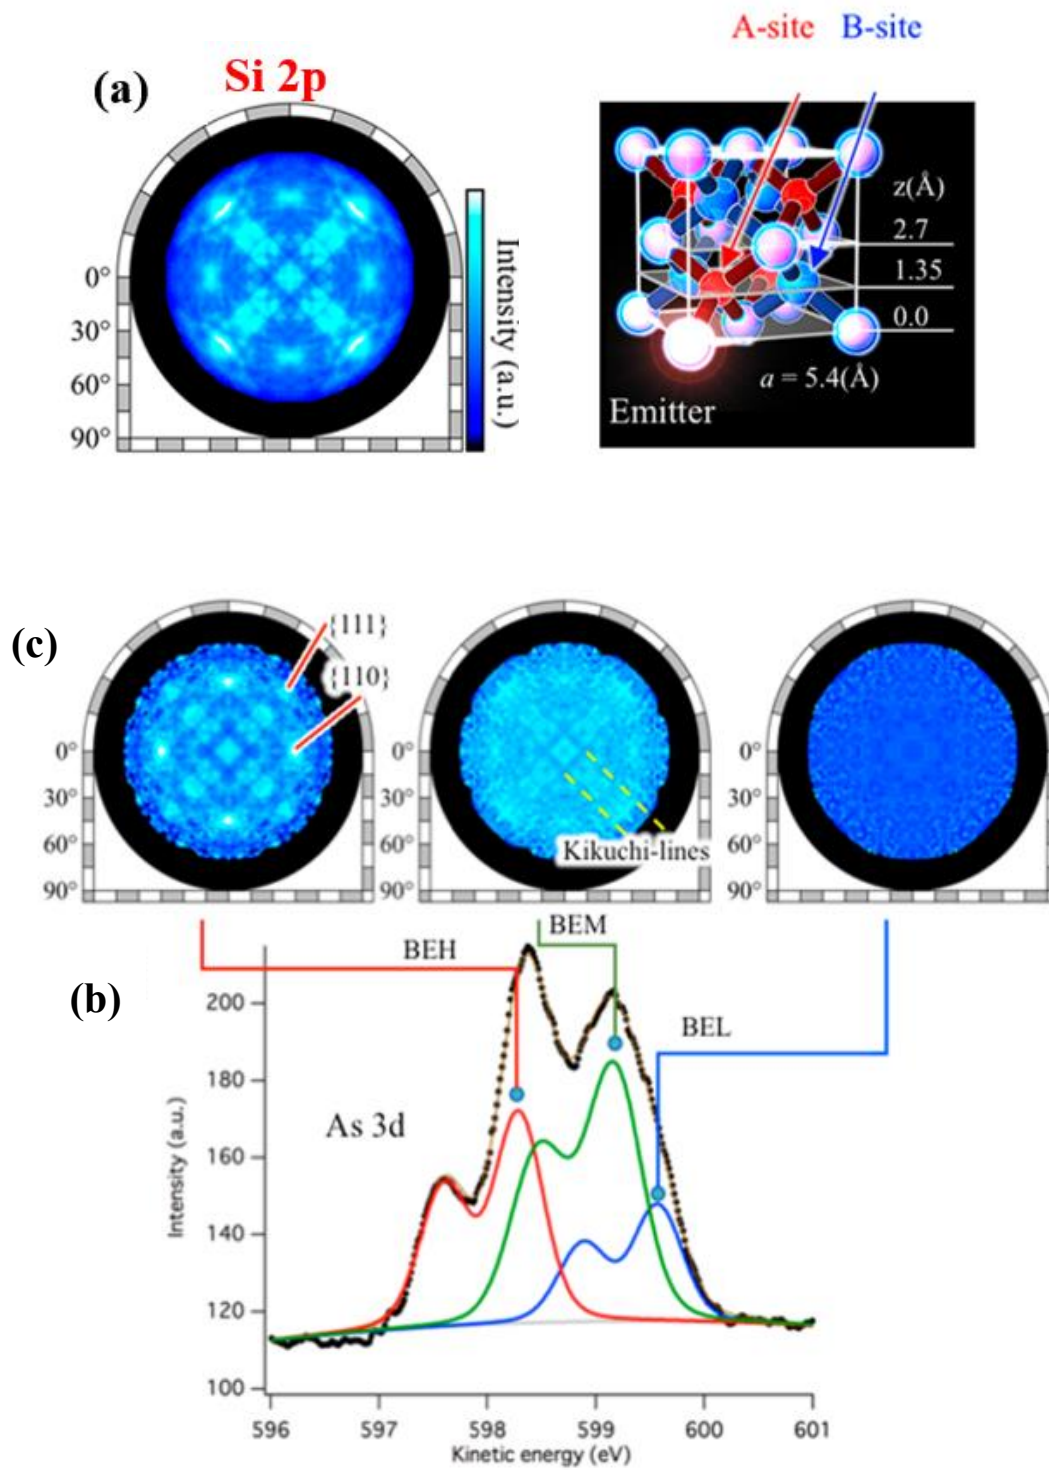 A-site B-site
(a)
Si 2p
0°
30°
60°
90°
Intensity (a.u.)
z(Å)
2.7
1.35
0.0
a = 5.4(Å)
Emitter
(c)
{111}
{110}
0°
30°
60°
90°
0°
30°
60°
90°
Kikuchi-lines
0°
30°
60°
90°
(b)
BEH
BEM
BEL
As 3d
Intensity (a.u.)
200
180
160
140
120
100
596 597 598 599 600 601
Kinetic energy (eV)